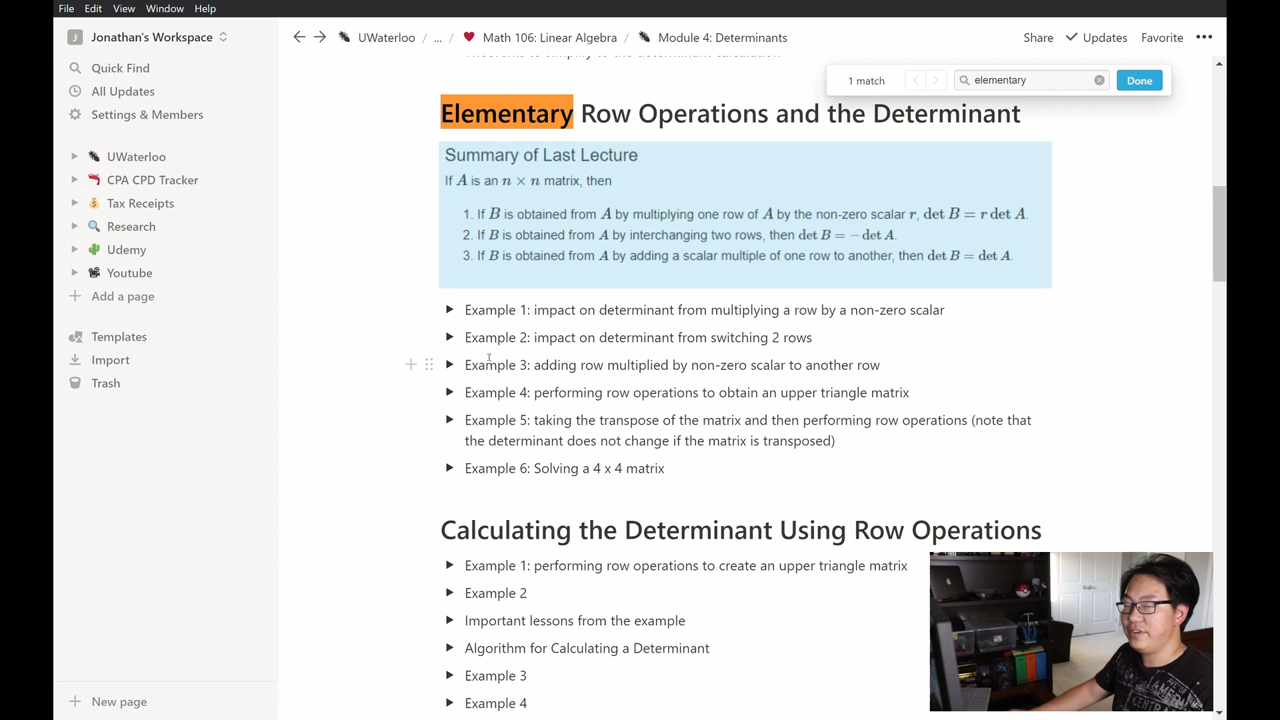 File Edit View Window Help
J Jonathan's Workspace
UWaterloo / ... / Math 106: Linear Algebra / Module 4: Determinants
Share Updates Favorite •••
Quick Find
All Updates
Settings & Members
UWaterloo
CPA CPD Tracker
Tax Receipts
Research
Udemy
Youtube
Add a page
Templates
Import
Trash
New page
1 match elementary Done
Elementary Row Operations and the Determinant
Summary of Last Lecture
If A is an n × n matrix, then
1. If B is obtained from A by multiplying one row of A by the non-zero scalar r, det B = r det A.
2. If B is obtained from A by interchanging two rows, then det B = − det A.
3. If B is obtained from A by adding a scalar multiple of one row to another, then det B = det A.
Example 1: impact on determinant from multiplying a row by a non-zero scalar
Example 2: impact on determinant from switching 2 rows
Example 3: adding row multiplied by non-zero scalar to another row
Example 4: performing row operations to obtain an upper triangle matrix
Example 5: taking the transpose of the matrix and then performing row operations (note that
the determinant does not change if the matrix is transposed)
Example 6: Solving a 4 x 4 matrix
Calculating the Determinant Using Row Operations
Example 1: performing row operations to create an upper triangle matrix
Example 2
Important lessons from the example
Algorithm for Calculating a Determinant
Example 3
Example 4